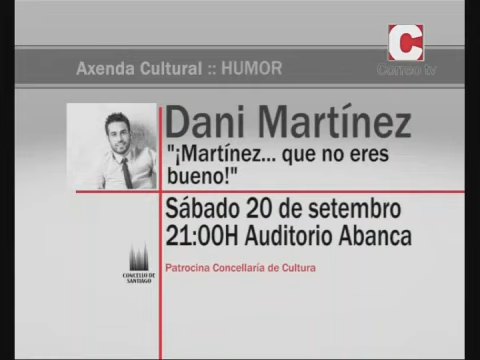 C
Correo tv
Axenda Cultural :: HUMOR
Dani Martínez
"¡Martínez... que no eres
bueno!"
Sábado 20 de setembro
21:00H Auditorio Abanca
CONCELLO DE
SANTIAGO
Patrocina Concellaría de Cultura